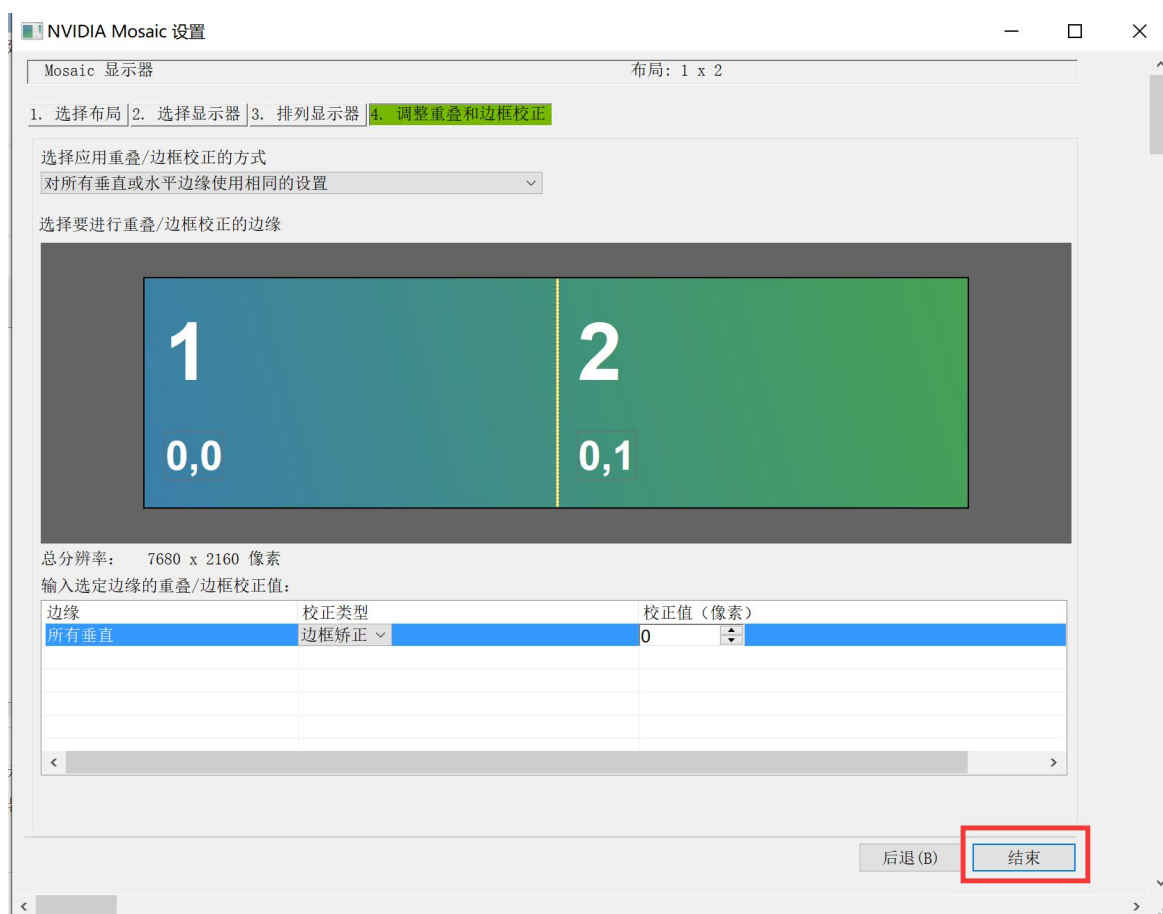 NVIDIA Mosaic 设置
Mosaic 显示器 布局: 1 x 2
1. 选择布局 2. 选择显示器 3. 排列显示器 4. 调整重叠和边框校正
选择应用重叠/边框校正的方式
对所有垂直或水平边缘使用相同的设置
选择要进行重叠/边框校正的边缘
1 2
0,0 0,1
总分辨率: 7680 x 2160 像素
输入选定边缘的重叠/边框校正值:
边缘 校正类型 校正值（像素）
所有垂直 边框矫正 0
后退(B) 结束